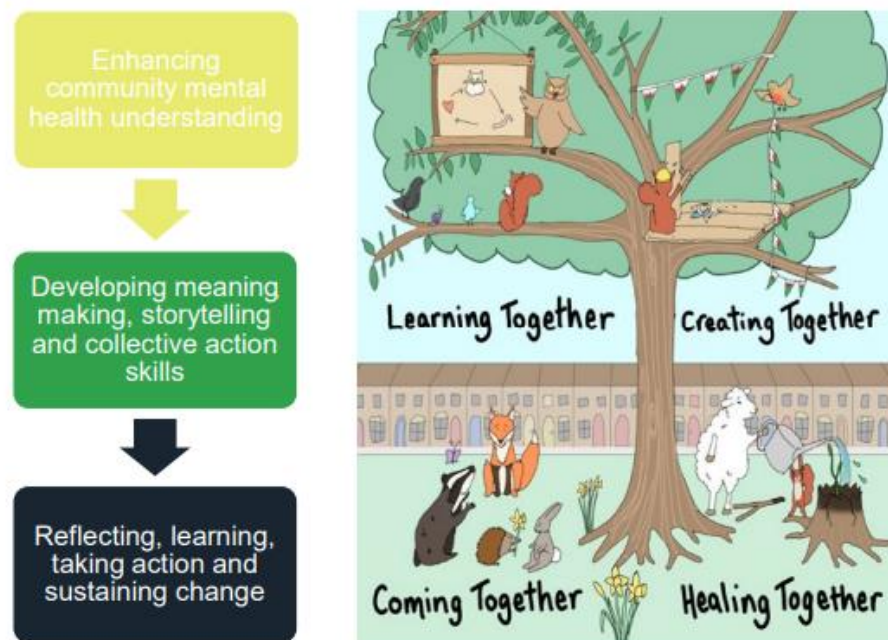 Enhancing
community mental
health understanding
Developing meaning
making, storytelling
and collective action
skills
Reflecting, learning,
taking action and
sustaining change
Learning Together
Creating Together
Coming Together
Healing Together